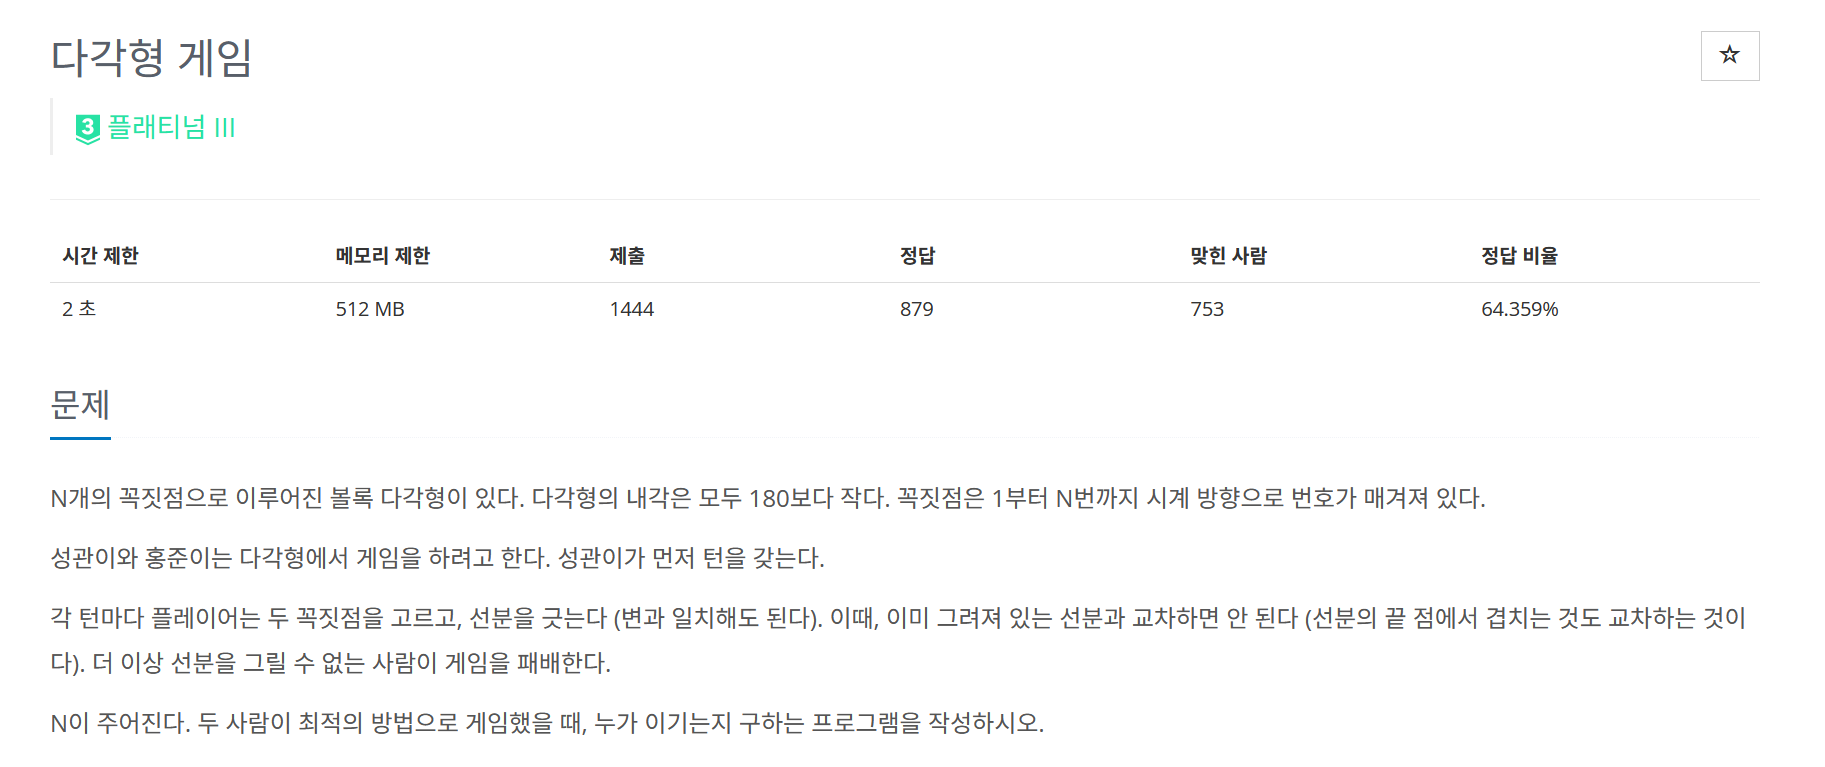 다각형 게임
☆
3 플래티넘 III
시간 제한 메모리 제한 제출 정답 맞힌 사람 정답 비율
2 초 512 MB 1444 879 753 64.359%
문제
N개의 꼭짓점으로 이루어진 볼록 다각형이 있다. 다각형의 내각은 모두 180보다 작다. 꼭짓점은 1부터 N번까지 시계 방향으로 번호가 매겨져 있다.
성관이와 홍준이는 다각형에서 게임을 하려고 한다. 성관이가 먼저 턴을 갖는다.
각 턴마다 플레이어는 두 꼭짓점을 고르고, 선분을 긋는다 (변과 일치해도 된다). 이때, 이미 그려져 있는 선분과 교차하면 안 된다 (선분의 끝 점에서 겹치는 것도 교차하는 것이
다). 더 이상 선분을 그릴 수 없는 사람이 게임을 패배한다.
N이 주어진다. 두 사람이 최적의 방법으로 게임했을 때, 누가 이기는지 구하는 프로그램을 작성하시오.